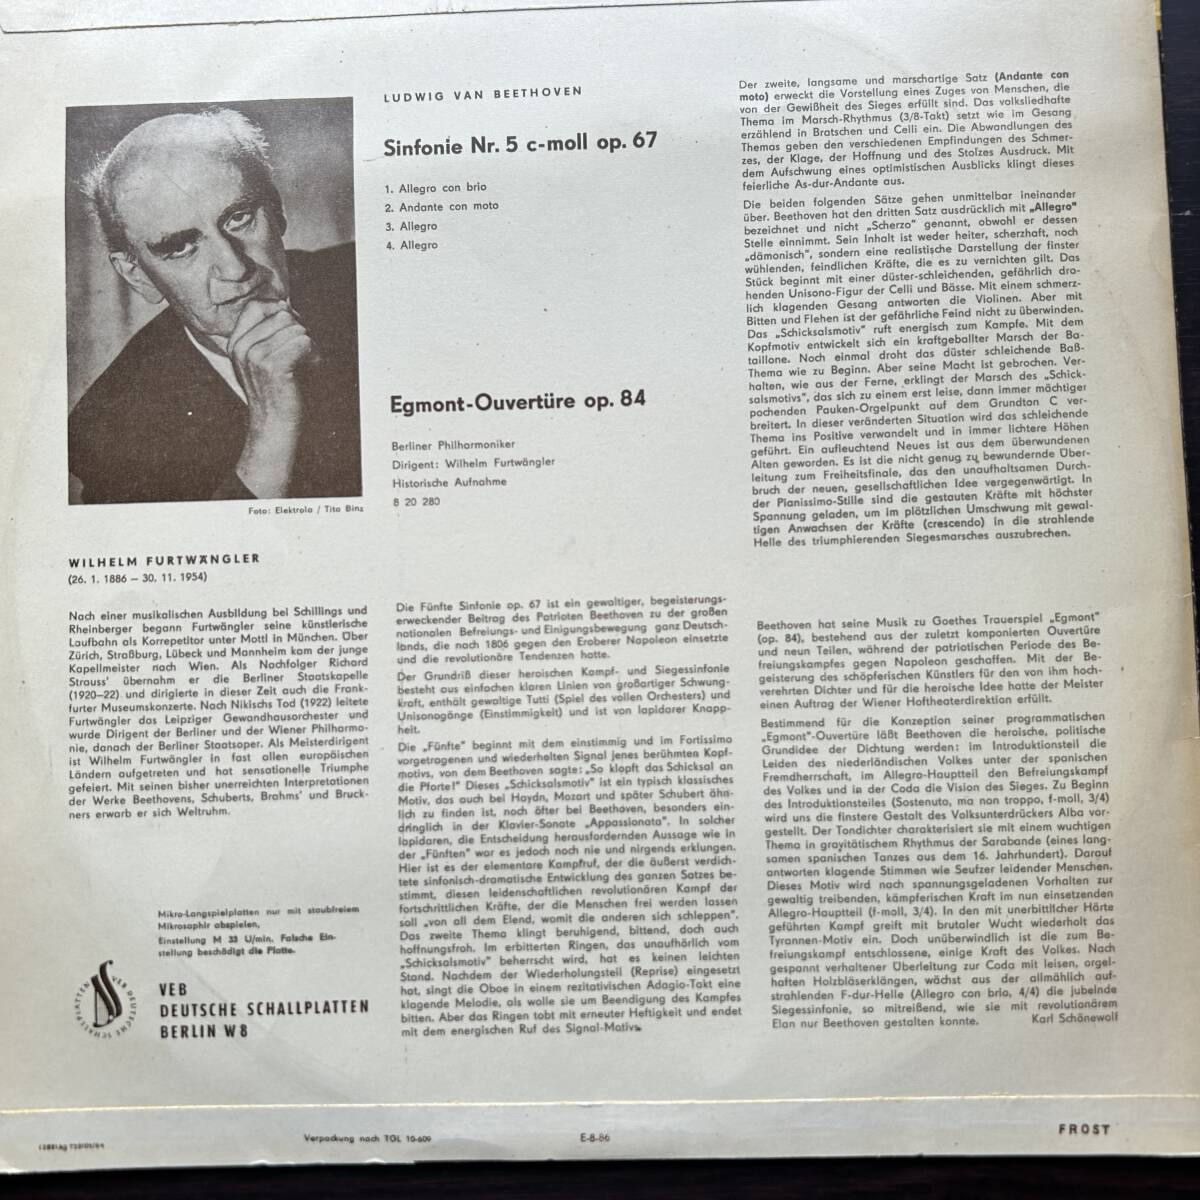 LUDWIG VAN BEETHOVEN
Sinfonie Nr. 5 c-moll op. 67
1. Allegro con brio
2. Andante con moto
3. Allegro
4. Allegro
Egmont-Ouvertüre op. 84
Berliner Philharmoniker
Dirigent: Wilhelm Furtwängler
Historische Aufnahme
8 20 280
Foto: Elektrola / Tita Binz
WILHELM FURTWÄNGLER
(26. 1. 1886 – 30. 11. 1954)
Nach einer musikalischen Ausbildung bei Schillings und
Rheinberger begann Furtwängler seine künstlerische
Laufbahn als Korrepetitor unter Mottl in München. Über
Zürich, Straßburg, Lübeck und Mannheim kam der junge
Kapellmeister nach Wien. Als Nachfolger Richard
Strauss' übernahm er die Berliner Staatskapelle
(1920–22) und dirigierte in dieser Zeit auch die Frank-
furter Museumskonzerte. Nach Nikischs Tod (1922) leitete
Furtwängler das Leipziger Gewandhausorchester und
wurde Dirigent der Berliner und der Wiener Philharmo-
nie, danach der Berliner Staatsoper. Als Meisterdirigent
ist Wilhelm Furtwängler in fast allen europäischen
Ländern aufgetreten und hat sensationelle Triumphe
gefeiert. Mit seinen bisher unerreichten Interpretationen
der Werke Beethovens, Schuberts, Brahms' und Bruck-
ners erwarb er sich Weltruhm.
Mikro-Langspielplatten nur mit staubfreiem
Mikrosaphir abspielen,
Einstellung M 33 U/min. Falsche Ein-
stellung beschädigt die Platte.
VEB DEUTSCHE SCHALLPLATTEN
VEB
DEUTSCHE SCHALLPLATTEN
BERLIN W 8
Die Fünfte Sinfonie op. 67 ist ein gewaltiger, begeisterungs-
erweckender Beitrag des Patrioten Beethoven zu der großen
nationalen Befreiungs- und Einigungsbewegung ganz Deutsch-
lands, die nach 1806 gegen den Eroberer Napoleon einsetzte
und die revolutionäre Tendenzen hatte.
Der Grundriß dieser heroischen Kampf- und Siegessinfonie
besteht aus einfachen klaren Linien von großartiger Schwung-
kraft, enthält gewaltige Tutti (Spiel des vollen Orchesters) und
Unisonogänge (Einstimmigkeit) und ist von lapidarer Knapp-
heit.
Die „Fünfte" beginnt mit dem einstimmig und im Fortissimo
vorgetragenen und wiederholten Signal jenes berühmten Kopf-
motivs, von dem Beethoven sagte: „So klopft das Schicksal an
die Pforte!" Dieses „Schicksalsmotiv" ist ein typisch klassisches
Motiv, das auch bei Haydn, Mozart und später Schubert ähn-
lich zu finden ist, noch öfter bei Beethoven, besonders ein-
dringlich in der Klavier-Sonate „Appassionata". In solcher
lapidaren, die Entscheidung herausfordernden Aussage wie in
der „Fünften" war es jedoch noch nie und nirgends erklungen.
Hier ist es der elementare Kampfruf, der die äußerst verdich-
tete sinfonisch-dramatische Entwicklung des ganzen Satzes be-
stimmt, diesen leidenschaftlichen revolutionären Kampf der
fortschrittlichen Kräfte, der die Menschen frei werden lassen
soll „von all dem Elend, womit die anderen sich schleppen".
Das zweite Thema klingt beruhigend, bittend, doch auch
hoffnungsfroh. Im erbitterten Ringen, das unaufhörlich vom
„Schicksalsmotiv" beherrscht wird, hat es keinen leichten
Stand. Nachdem der Wiederholungsteil (Reprise) eingesetzt
hat, singt die Oboe in einem rezitativischen Adagio-Takt eine
klagende Melodie, als wolle sie um Beendigung des Kampfes
bitten. Aber das Ringen tobt mit erneuter Heftigkeit und endet
mit dem energischen Ruf des Signal-Motivs.
Der zweite, langsame und marschartige Satz (Andante con
moto) erweckt die Vorstellung eines Zuges von Menschen, die
von der Gewißheit des Sieges erfüllt sind. Das volksliedhafte
Thema im Marsch-Rhythmus (3/8-Takt) setzt wie im Gesang
erzählend in Bratschen und Celli ein. Die Abwandlungen des
Themas geben den verschiedenen Empfindungen des Schmer-
zes, der Klage, der Hoffnung und des Stolzes Ausdruck. Mit
dem Aufschwung eines optimistischen Ausblicks klingt dieses
feierliche As-dur-Andante aus.
Die beiden folgenden Sätze gehen unmittelbar ineinander
über. Beethoven hat den dritten Satz ausdrücklich mit „Allegro"
bezeichnet und nicht „Scherzo" genannt, obwohl er dessen
Stelle einnimmt. Sein Inhalt ist weder heiter, scherzhaft, noch
„dämonisch", sondern eine realistische Darstellung der finster
wühlenden, feindlichen Kräfte, die es zu vernichten gilt. Das
Stück beginnt mit einer düster-schleichenden, gefährlich dro-
henden Unisono-Figur der Celli und Bässe. Mit einem schmerz-
lich klagenden Gesang antworten die Violinen. Aber mit
Bitten und Flehen ist der gefährliche Feind nicht zu überwinden.
Das „Schicksalsmotiv" ruft energisch zum Kampfe. Mit dem
Kopfmotiv entwickelt sich ein kraftgeballter Marsch der Ba-
taillone. Noch einmal droht das düster schleichende Baß-
Thema wie zu Beginn. Aber seine Macht ist gebrochen. Ver-
halten, wie aus der Ferne, erklingt der Marsch des „Schick-
salsmotivs", das sich zu einem erst leise, dann immer mächtiger
pochenden Pauken-Orgelpunkt auf dem Grundton C ver-
breitert. In dieser veränderten Situation wird das schleichende
Thema ins Positive verwandelt und in immer lichtere Höhen
geführt. Ein aufleuchtend Neues ist aus dem überwundenen
Alten geworden. Es ist die nicht genug zu bewundernde Über-
leitung zum Freiheitsfinale, das den unaufhaltsamen Durch-
bruch der neuen, gesellschaftlichen Idee vergegenwärtigt. In
der Pianissimo-Stille sind die gestauten Kräfte mit höchster
Spannung geladen, um im plötzlichen Umschwung mit gewal-
tigen Anwachsen der Kräfte (crescendo) in die strahlende
Helle des triumphierenden Siegesmarsches auszubrechen.
Beethoven hat seine Musik zu Goethes Trauerspiel „Egmont"
(op. 84), bestehend aus der zuletzt komponierten Ouvertüre
und neun Teilen, während der patriotischen Periode des Be-
freiungskampfes gegen Napoleon geschaffen. Mit der Be-
geisterung des schöpferischen Künstlers für den von ihm hoch-
verehrten Dichter und für die heroische Idee hatte der Meister
einen Auftrag der Wiener Hoftheaterdirektion erfüllt.
Bestimmend für die Konzeption seiner programmatischen
„Egmont"-Ouvertüre läßt Beethoven die heroische, politische
Grundidee der Dichtung werden: im Introduktionsteil die
Leiden des niederländischen Volkes unter der spanischen
Fremdherrschaft, im Allegro-Hauptteil den Befreiungskampf
des Volkes und in der Coda die Vision des Sieges. Zu Beginn
des Introduktionsteiles (Sostenuto, ma non troppo, f-moll, 3/4)
wird uns die finstere Gestalt des Volksunterdrückers Alba vor-
gestellt. Der Tondichter charakterisiert sie mit einem wuchtigen
Thema in gravitätischem Rhythmus der Sarabande (eines lang-
samen spanischen Tanzes aus dem 16. Jahrhundert). Darauf
antworten klagende Stimmen wie Seufzer leidender Menschen.
Dieses Motiv wird nach spannungsgeladenen Vorhalten zur
gewaltig treibenden, kämpferischen Kraft im nun einsetzenden
Allegro-Hauptteil (f-moll, 3/4). In den mit unerbittlicher Härte
geführten Kampf greift mit brutaler Wucht wiederholt das
Tyrannen-Motiv ein. Doch unüberwindlich ist die zum Be-
freiungskampf entschlossene, einige Kraft des Volkes. Nach
gespannt verhaltener Überleitung zur Coda mit leisen, orgel-
haften Holzbläserklängen, wächst aus der allmählich auf-
strahlenden F-dur-Helle (Allegro con brio, 4/4) die jubelnde
Siegessinfonie, so mitreißend, wie sie mit revolutionärem
Elan nur Beethoven gestalten konnte. Karl Schönewolf
Verpackung nach TGL 10-609
E-8-86
FROST